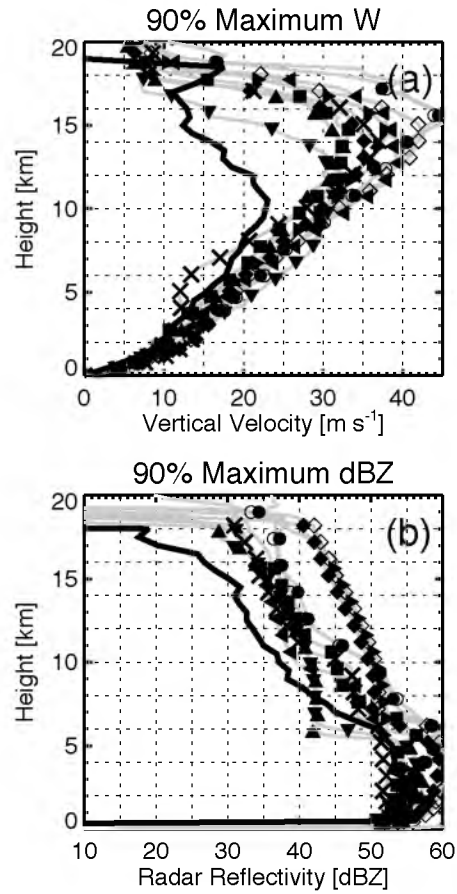 90% Maximum W
20
15
10
5
0
Height [km]
(a)
0 10 20 30 40
Vertical Velocity [m s⁻¹]
90% Maximum dBZ
20
15
10
5
0
Height [km]
(b)
10 20 30 40 50 60
Radar Reflectivity [dBZ]